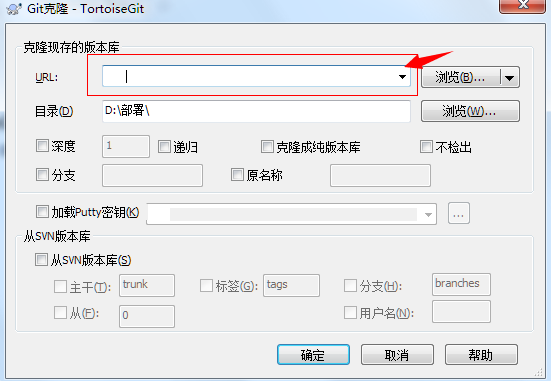 Git克隆 - TortoiseGit
克隆现存的版本库
URL: 浏览(B)...
目录(D) D:\部署\ 浏览(W)...
深度 1 递归 克隆成纯版本库 不检出
分支 原名称
加载Putty密钥(K) ...
从SVN版本库
从SVN版本库(S)
主干(T): trunk 标签(G): tags 分支(H): branches
从(F): 0 用户名(N):
确定 取消 帮助